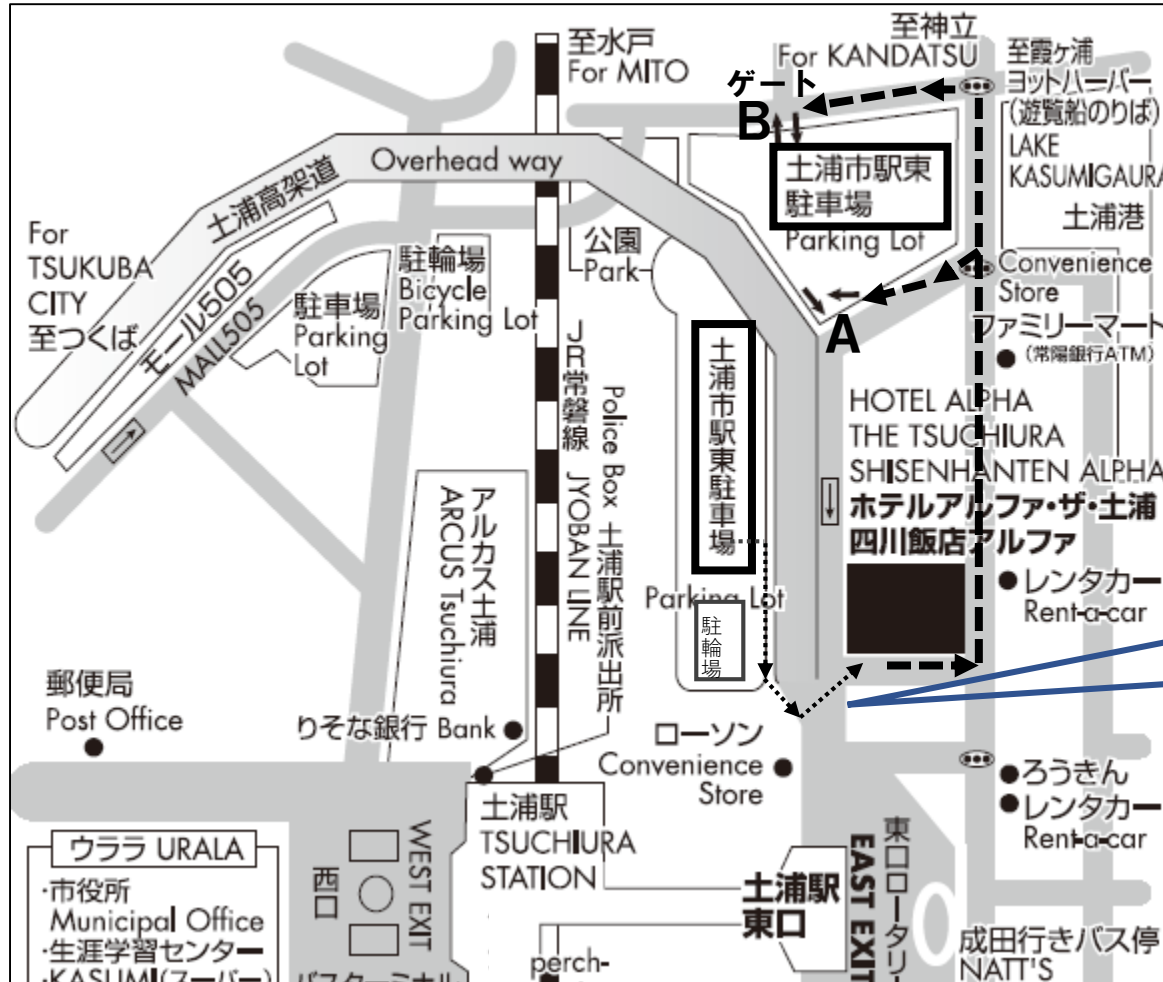 至水戸
For MITO
至神立
For KANDATSU
至霞ヶ浦
ヨットハーバー
(遊覧船のりば)
LAKE
KASUMIGAURA
土浦港
ゲート
B
土浦市駅東
駐車場
Parking Lot
Overhead way
土浦高架道
For
TSUKUBA
CITY
至つくば
モール505
MALL505
駐車場
Parking
Lot
駐輪場
Bicycle
Parking Lot
公園
Park
A
Convenience
Store
ファミリーマート
(常陽銀行ATM)
JR常磐線 JYOBAN LINE
Police Box 土浦駅前派出所
土浦市駅東駐車場
Parking Lot
駐輪場
HOTEL ALPHA
THE TSUCHIURA
SHISENHANTEN ALPHA
ホテルアルファ・ザ・土浦
四川飯店アルファ
レンタカー
Rent-a-car
アルカス土浦
ARCUS Tsuchiura
郵便局
Post Office
りそな銀行 Bank
ローソン
Convenience
Store
ろうきん
レンタカー
Rent-a-car
土浦駅
TSUCHIURA
STATION
ウララ URALA
・市役所
Municipal Office
・生涯学習センター
・KASUMI(スーパー)
西口
WEST EXIT
バスターミナル
土浦駅
東口
東口ロータリー
EAST EXIT
成田行きバス停
NATT'S
perch-